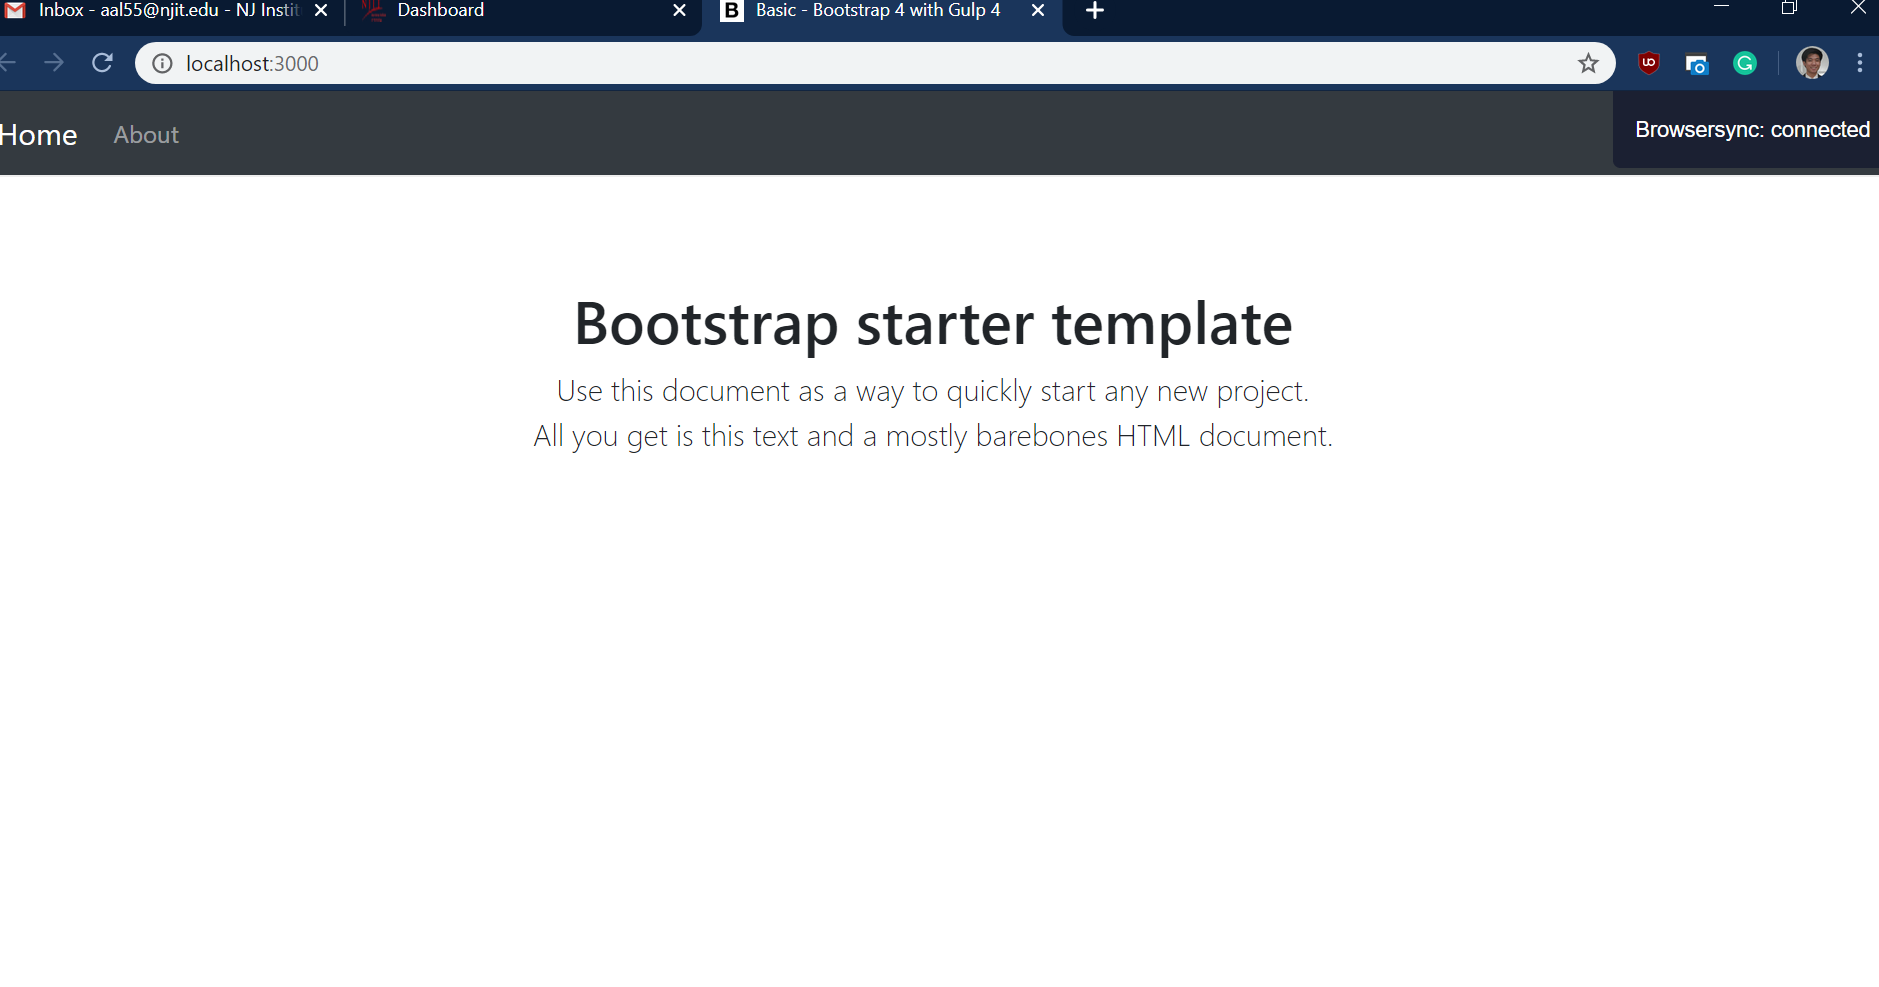 Inbox - aal55@njit.edu - NJ Instit
Dashboard
B Basic - Bootstrap 4 with Gulp 4
localhost:3000
Home About
Browsersync: connected
Bootstrap starter template
Use this document as a way to quickly start any new project.
All you get is this text and a mostly barebones HTML document.